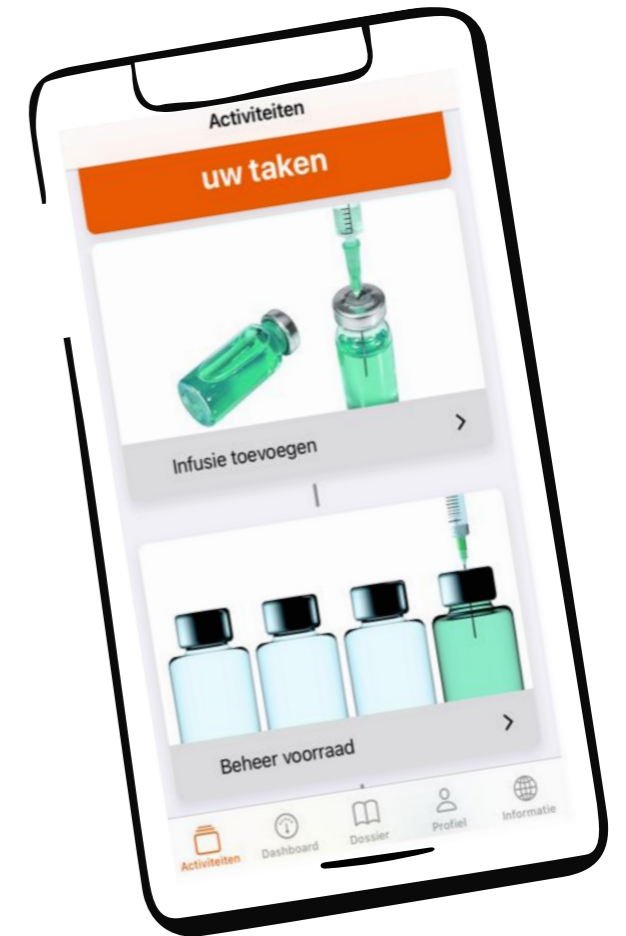 Activiteiten
uw taken
Infusie toevoegen
Beheer voorraad
Activiteiten
Dashboard
Dossier
Profiel
Informatie